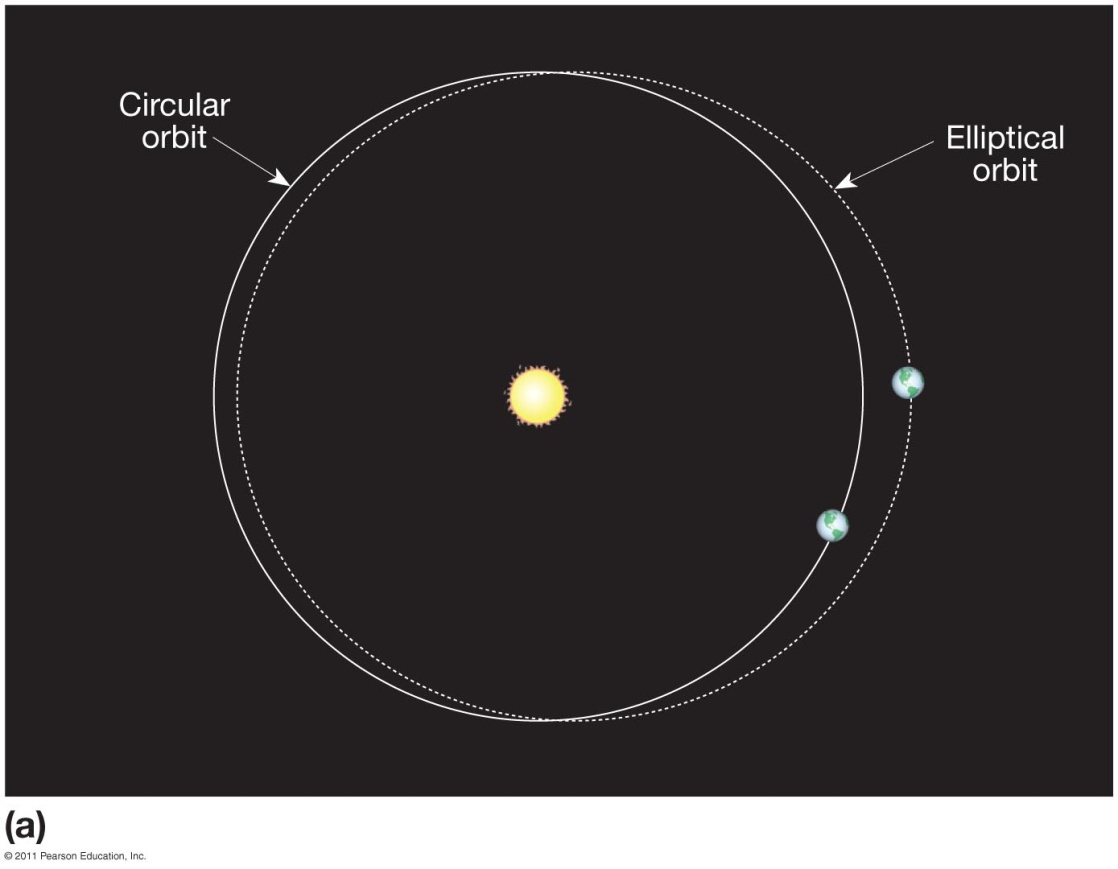 Circular
orbit
Elliptical
orbit
(a)
© 2011 Pearson Education, Inc.